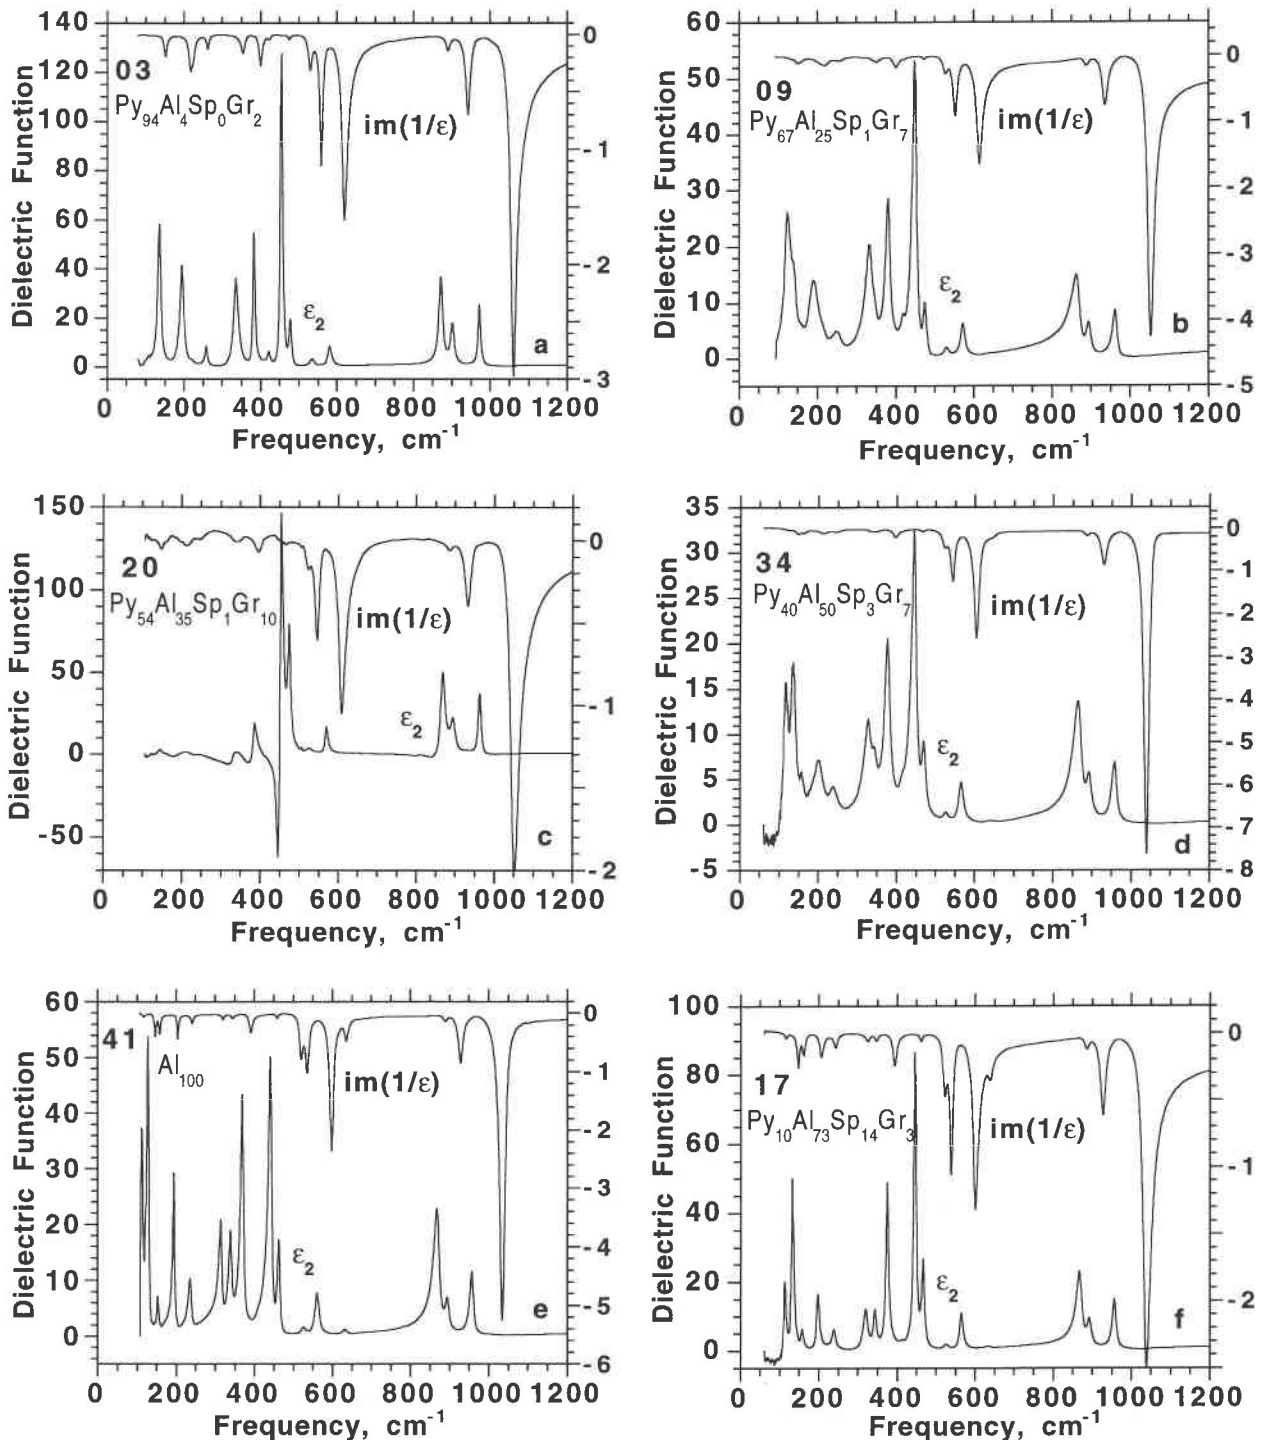 140
120
100
80
60
40
20
0
Dielectric Function
03
Py94Al4Sp0Gr2
im(1/ε)
ε2
a
0
-1
-2
-3
0 200 400 600 800 1000 1200
Frequency, cm-1
60
50
40
30
20
10
0
Dielectric Function
09
Py67Al25Sp1Gr7
im(1/ε)
ε2
b
0
-1
-2
-3
-4
-5
0 200 400 600 800 1000 1200
Frequency, cm-1
150
100
50
0
-50
Dielectric Function
20
Py54Al35Sp1Gr10
im(1/ε)
ε2
c
0
-1
-2
0 200 400 600 800 1000 1200
Frequency, cm-1
35
30
25
20
15
10
5
0
-5
Dielectric Function
34
Py40Al50Sp3Gr7
im(1/ε)
ε2
d
0
-1
-2
-3
-4
-5
-6
-7
-8
0 200 400 600 800 1000 1200
Frequency, cm-1
60
50
40
30
20
10
0
Dielectric Function
41
Al100
im(1/ε)
ε2
e
0
-1
-2
-3
-4
-5
-6
0 200 400 600 800 1000 1200
Frequency, cm-1
100
80
60
40
20
0
Dielectric Function
17
Py10Al73Sp14Gr3
im(1/ε)
ε2
f
0
-1
-2
0 200 400 600 800 1000 1200
Frequency, cm-1